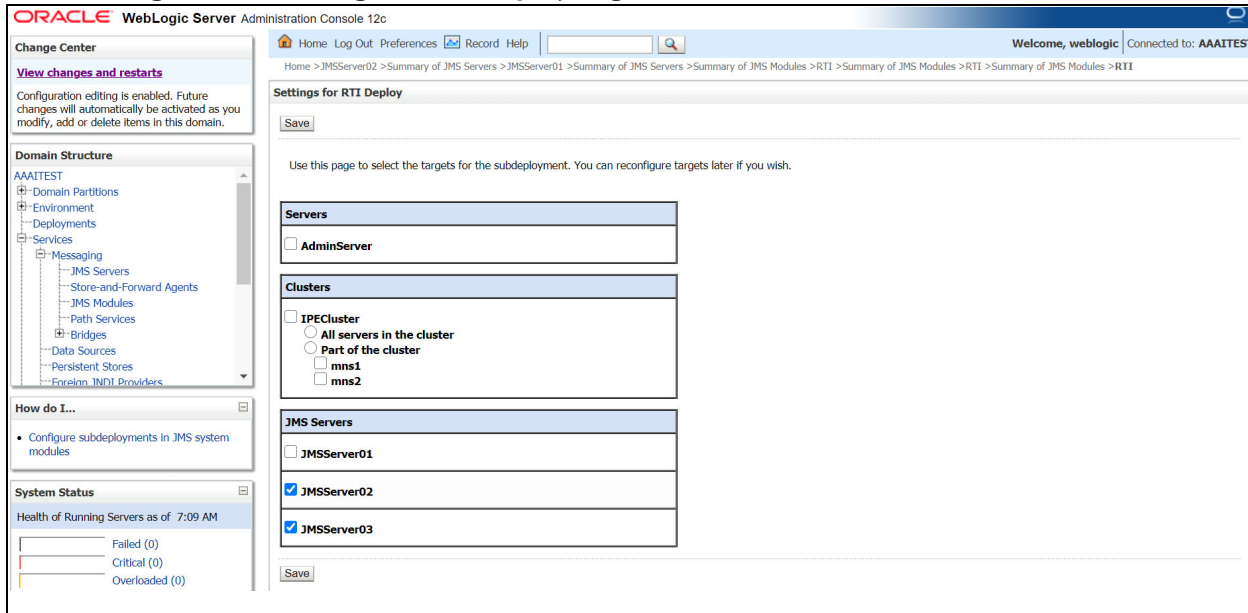 ORACLE WebLogic Server Administration Console 12c
Change Center
View changes and restarts
Configuration editing is enabled. Future
changes will automatically be activated as you
modify, add or delete items in this domain.
Domain Structure
AAAITEST
Domain Partitions
Environment
Deployments
Services
Messaging
JMS Servers
Store-and-Forward Agents
JMS Modules
Path Services
Bridges
Data Sources
Persistent Stores
Foreign JNDI Providers
How do I...
Configure subdeployments in JMS system
modules
System Status
Health of Running Servers as of 7:09 AM
Failed (0)
Critical (0)
Overloaded (0)
Home Log Out Preferences Record Help
Welcome, weblogic Connected to: AAAITEST
Home >JMSServer02 >Summary of JMS Servers >JMSServer01 >Summary of JMS Servers >Summary of JMS Modules >RTI >Summary of JMS Modules >RTI >Summary of JMS Modules >RTI
Settings for RTI Deploy
Save
Use this page to select the targets for the subdeployment. You can reconfigure targets later if you wish.
Servers
AdminServer
Clusters
IPECluster
All servers in the cluster
Part of the cluster
mns1
mns2
JMS Servers
JMSServer01
JMSServer02
JMSServer03
Save